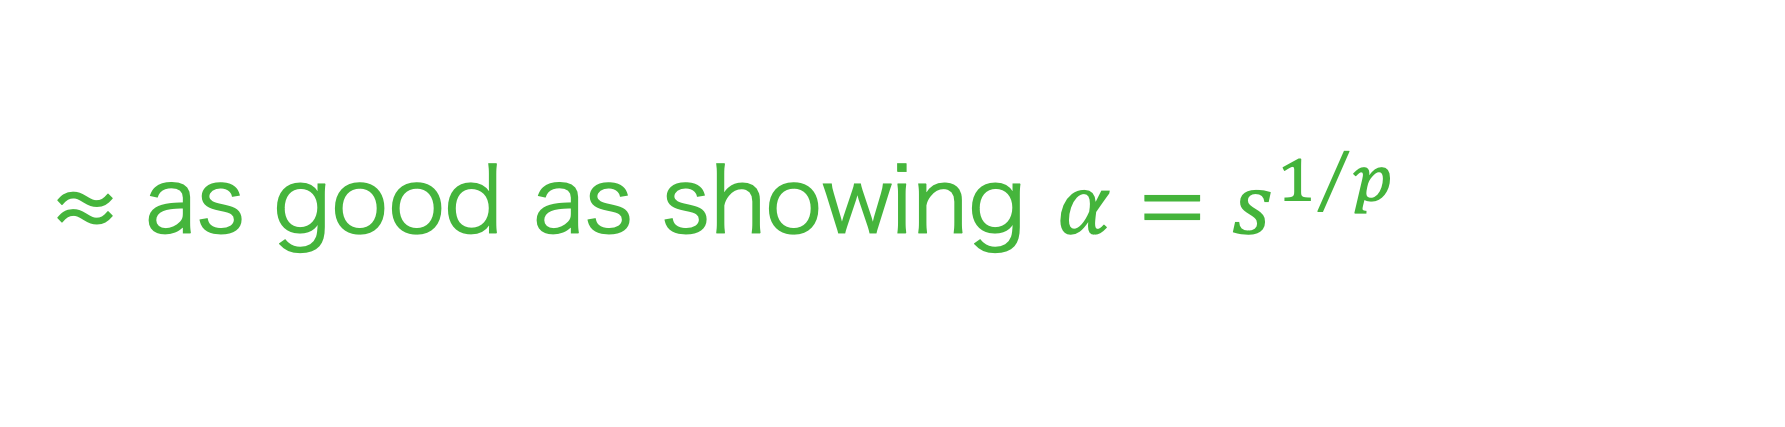 ≈ as good as showing α = s^{1/p}